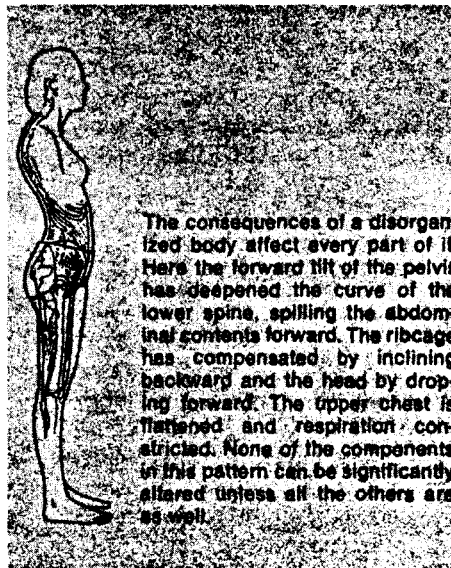 The consequences of a disorgan
ized body affect every part of it
Here the forward tilt of the pelvis
has deepened the curve of the
lower spine, spilling the abdom-
inal contents forward. The ribcage
has compensated by inclining
backward and the head by drop-
ing forward. The upper chest is
flattened and respiration con-
stricted. None of the components
in this pattern can be significantly
altered unless all the others are
as well.